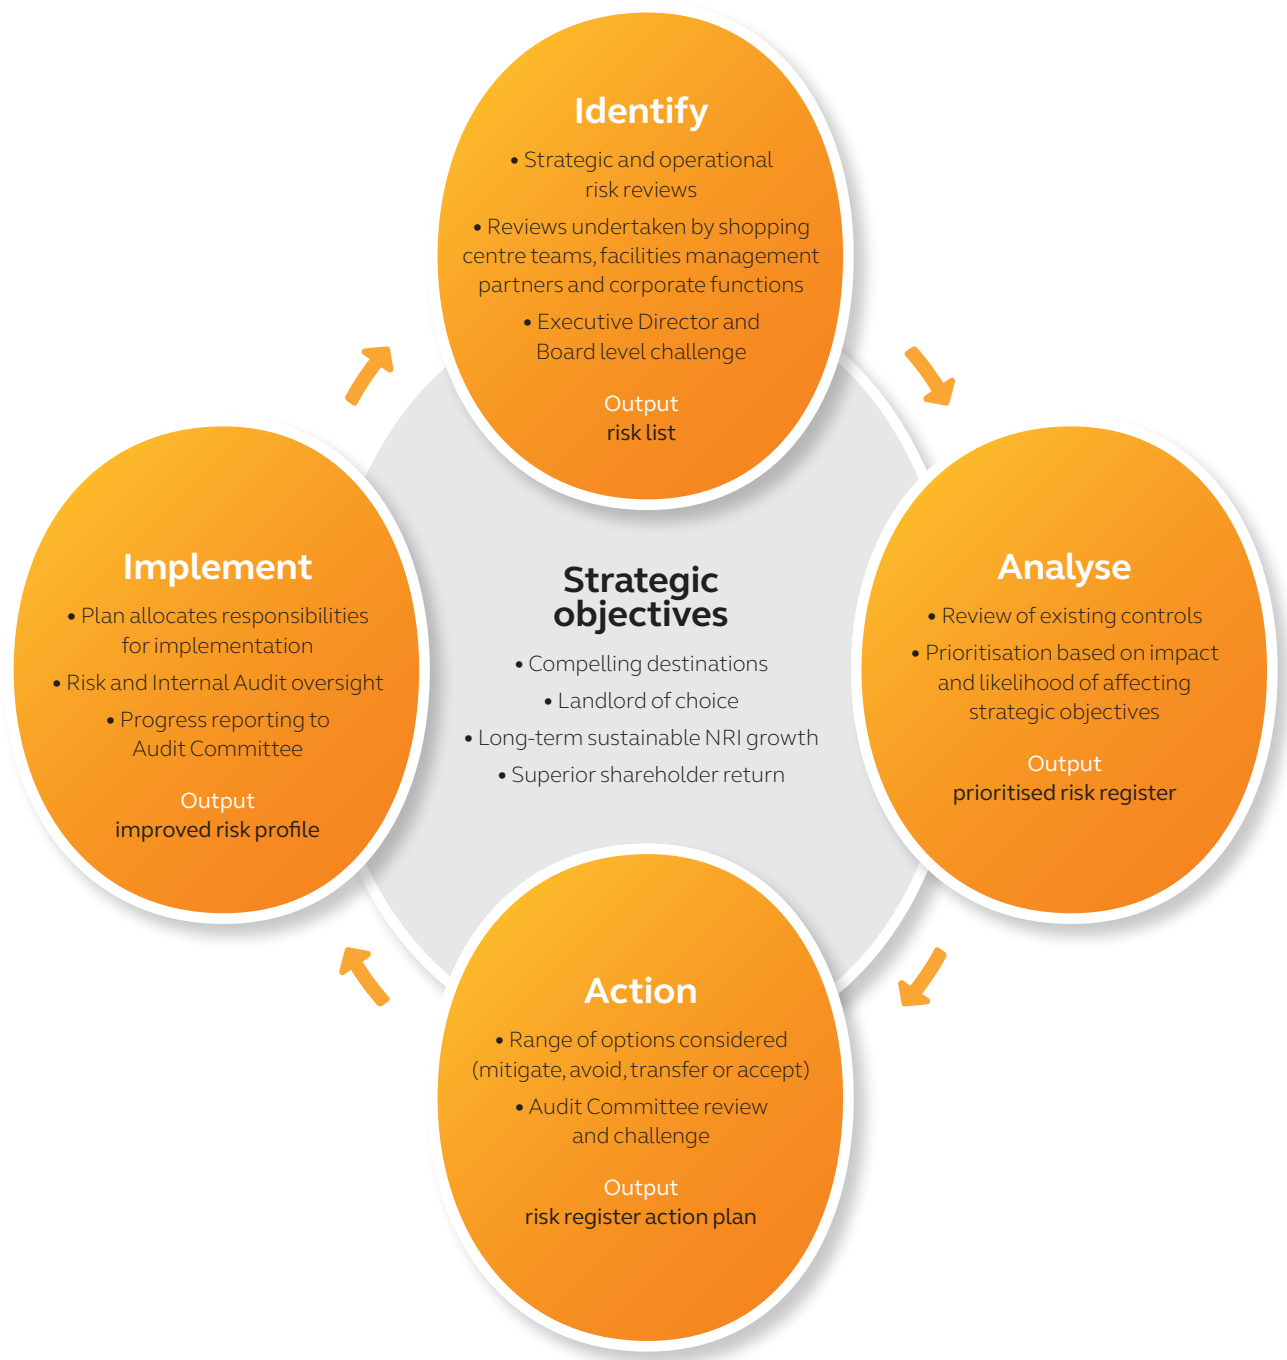 Identify
• Strategic and operational
risk reviews
• Reviews undertaken by shopping
centre teams, facilities management
partners and corporate functions
• Executive Director and
Board level challenge
Output
risk list
Implement
• Plan allocates responsibilities
for implementation
• Risk and Internal Audit oversight
• Progress reporting to
Audit Committee
Output
improved risk profile
Strategic
objectives
• Compelling destinations
• Landlord of choice
• Long-term sustainable NRI growth
• Superior shareholder return
Analyse
• Review of existing controls
• Prioritisation based on impact
and likelihood of affecting
strategic objectives
Output
prioritised risk register
Action
• Range of options considered
(mitigate, avoid, transfer or accept)
• Audit Committee review
and challenge
Output
risk register action plan